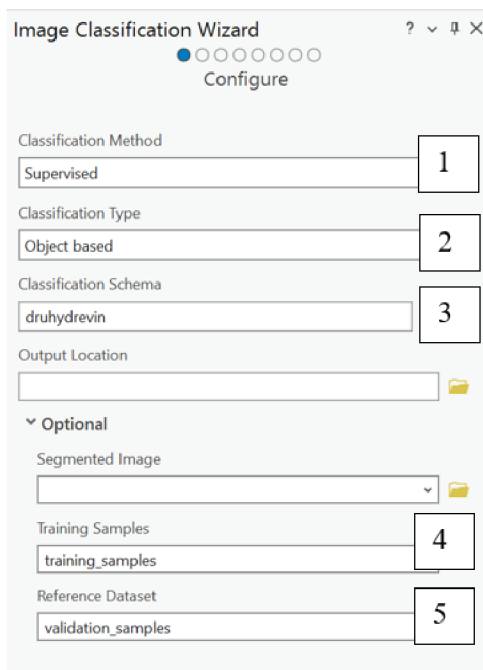 Image Classification Wizard ?
Configure
Classification Method
Supervised 1
Classification Type
Object based 2
Classification Schema
druhydrevin 3
Output Location
Optional
Segmented Image
Training Samples
training_samples 4
Reference Dataset
validation_samples 5